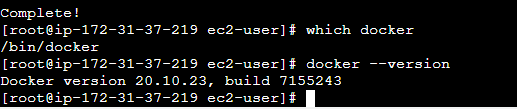 Complete!
[root@ip-172-31-37-219 ec2-user]# which docker
/bin/docker
[root@ip-172-31-37-219 ec2-user]# docker --version
Docker version 20.10.23, build 7155243
[root@ip-172-31-37-219 ec2-user]#